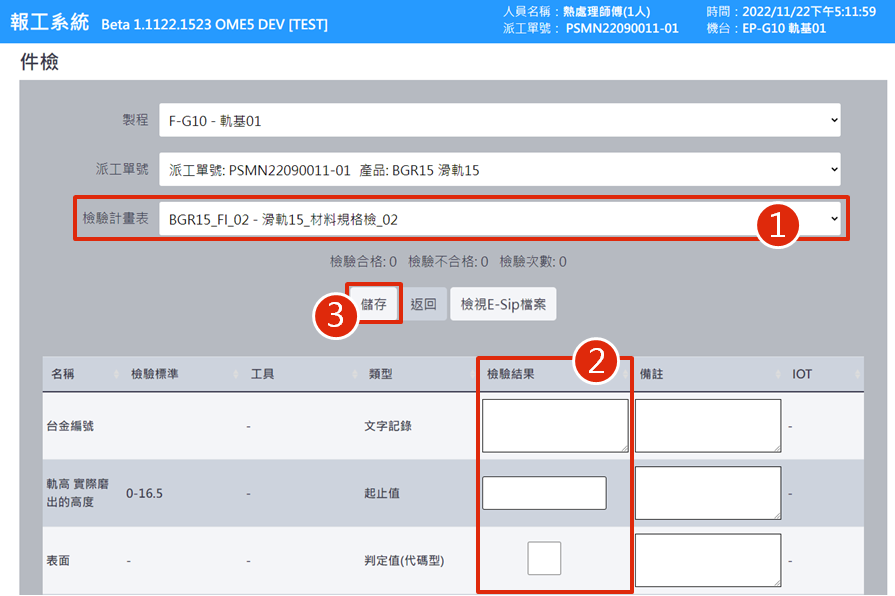 報工系統 Beta 1.1122.1523 OME5 DEV [TEST]
人員名稱：熱處理師傅(1人) 時間：2022/11/22下午5:11:59
派工單號： PSMN22090011-01 機台：EP-G10 軌基01
件檢
製程 F-G10 - 軌基01
派工單號 派工單號: PSMN22090011-01 產品: BGR15 滑軌15
檢驗計畫表 BGR15_FI_02 - 滑軌15_材料規格檢_02 1
檢驗合格: 0 檢驗不合格: 0 檢驗次數: 0
3 儲存 返回 檢視E-Sip檔案
2
名稱 檢驗標準 工具 類型 檢驗結果 備註 IOT
台金編號 - 文字記錄 -
軌高 實際磨
出的高度 0-16.5 - 起止值 -
表面 - - 判定值(代碼型) -